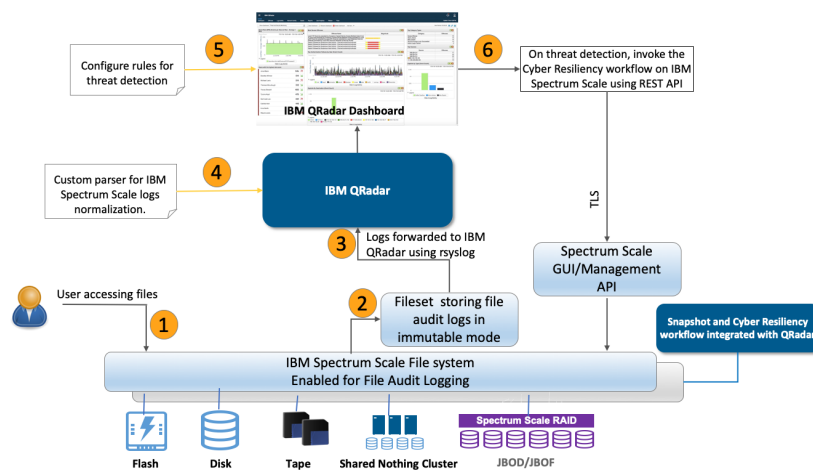 5
6
Configure rules for
threat detection
IBM QRadar Dashboard
On threat detection, invoke the
Cyber Resiliency workflow on IBM
Spectrum Scale using REST API
4
Custom parser for IBM
Spectrum Scale logs
normalization.
IBM QRadar
TLS
3
Logs forwarded to IBM
QRadar using rsyslog
Spectrum Scale
GUI/Management
API
User accessing files
1
2
Fileset storing file
audit logs in
immutable mode
Snapshot and Cyber Resiliency
workflow integrated with QRadar
IBM Spectrum Scale File system
Enabled for File Audit Logging
Spectrum Scale RAID
Flash
Disk
Tape
Shared Nothing Cluster
JBOD/JBOF